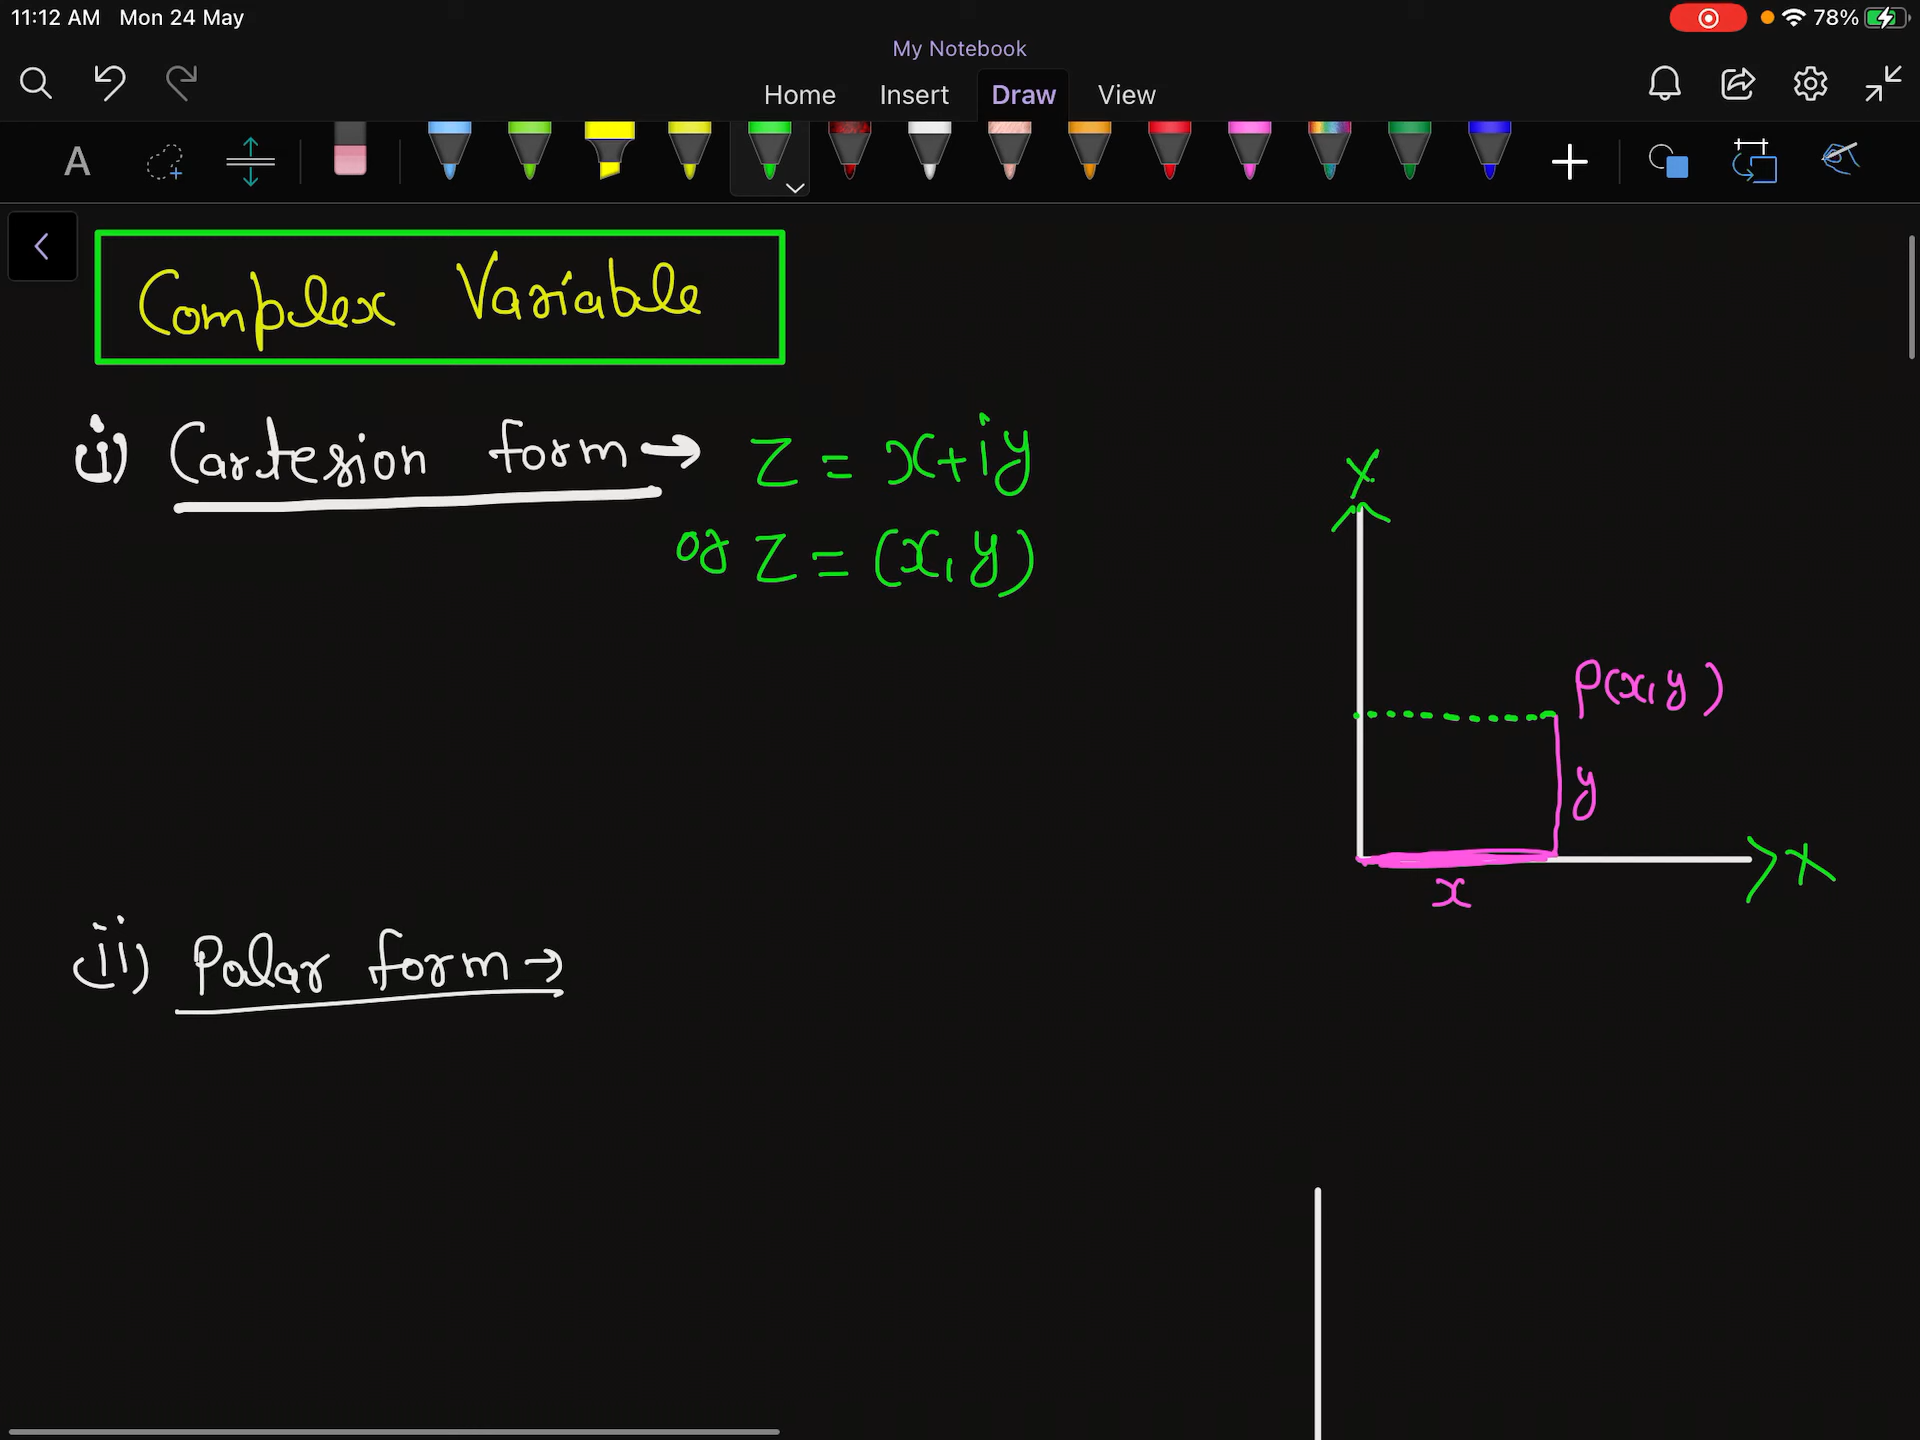 11:12 AM Mon 24 May
78%
My Notebook
Home Insert Draw View
A
Complex Variable
(i) Cartesion form → Z = x+iy
or Z = (x, y)
X
P(x, y)
y
X
x
(ii) Polar form →